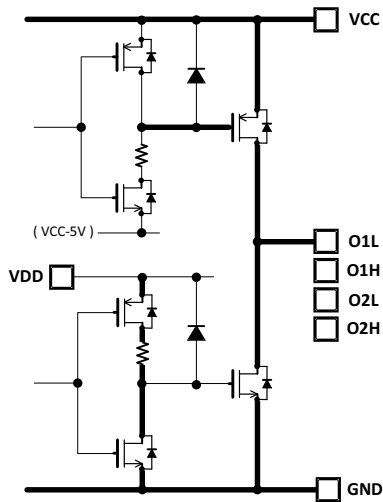 VCC
( VCC-5V )
O1L
VDD
O1H
O2L
O2H
GND